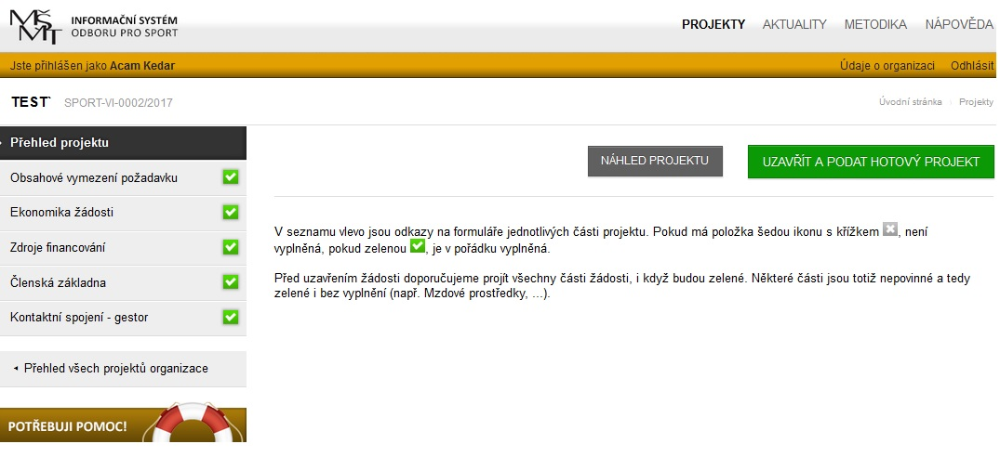 MŠMT INFORMAČNÍ SYSTÉM ODBORU PRO SPORT
PROJEKTY AKTUALITY METODIKA NÁPOVĚDA
Jste přihlášen jako Acam Kedar
Údaje o organizaci Odhlásit
TEST` SPORT-VI-0002/2017
Úvodní stránka Projekty
Přehled projektu
Obsahové vymezení požadavku
Ekonomika žádosti
Zdroje financování
Členská základna
Kontaktní spojení - gestor
Přehled všech projektů organizace
POTŘEBUJI POMOC!
NÁHLED PROJEKTU
UZAVŘÍT A PODAT HOTOVÝ PROJEKT
V seznamu vlevo jsou odkazy na formuláře jednotlivých části projektu. Pokud má položka šedou ikonu s křížkem , není
vyplněná, pokud zelenou , je v pořádku vyplněná.
Před uzavřením žádosti doporučujeme projít všechny části žádosti, i když budou zelené. Některé části jsou totiž nepovinné a tedy
zelené i bez vyplnění (např. Mzdové prostředky, ...).